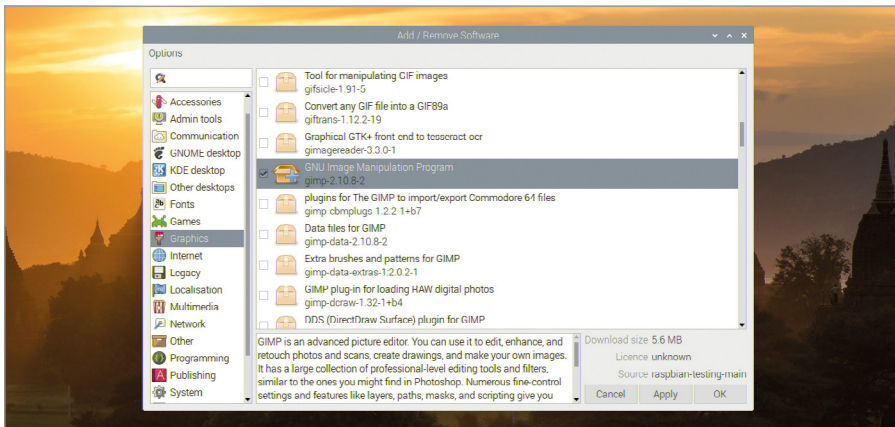 Add / Remove Software
Options
Accessories
Admin tools
Communication
GNOME desktop
KDE desktop
Other desktops
Fonts
Games
Graphics
Internet
Legacy
Localisation
Multimedia
Network
Other
Programming
Publishing
System
Tool for manipulating GIF images
gifsicle-1.91-5
Convert any GIF file into a GIF89a
giftrans-1.12.2-19
Graphical GTK+ front-end to tesseract-ocr
gimagereader-3.3.0-1
GNU Image Manipulation Program
gimp-2.10.8-2
plugins for The GIMP to import/export Commodore 64 files
gimp-cbmplugs-1.2.2-1+b7
Data files for GIMP
gimp-data-2.10.8-2
Extra brushes and patterns for GIMP
gimp-data-extras-1:2.0.2-1
GIMP plug-in for loading RAW digital photos
gimp-dcraw-1.32-1+b4
DDS (DirectDraw Surface) plugin for GIMP
GIMP is an advanced picture editor. You can use it to edit, enhance, and
retouch photos and scans, create drawings, and make your own images.
It has a large collection of professional-level editing tools and filters,
similar to the ones you might find in Photoshop. Numerous fine-control
settings and features like layers, paths, masks, and scripting give you
Download size 5.6 MB
Licence unknown
Source raspbian-testing-main
Cancel
Apply
OK